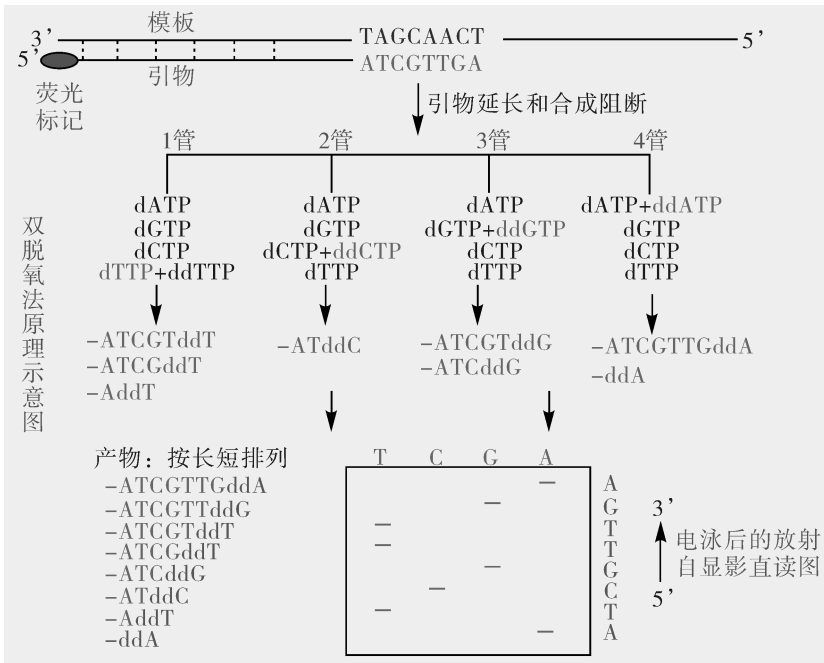 3’ 模板 TAGCAACT 5’
5’ 引物 ATCGTTGA
荧光
标记
引物延长和合成阻断
1管 2管 3管 4管
dATP dATP dATP dATP+ddATP
dGTP dGTP dGTP+ddGTP dGTP
dCTP dCTP+ddCTP dCTP dCTP
dTTP+ddTTP dTTP dTTP dTTP
双脱氧法原理示意图
-ATCGTddT -ATddC -ATCGTddG -ATCGTTGddA
-ATCGddT -ATCddG -ddA
-AddT
产物：按长短排列
T C G A
-ATCGTTGddA A
-ATCGTTddG G
-ATCGTddT T
-ATCGddT T
-ATCddG G
-ATddC C
-AddT T
-ddA A
3’
5’
电泳后的放射
自显影直读图